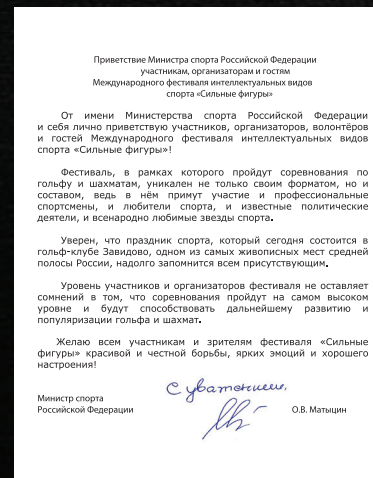 Приветствие Министра спорта Российской Федерации
участникам, организаторам и гостям
Международного фестиваля интеллектуальных видов
спорта «Сильные фигуры»
От имени Министерства спорта Российской Федерации
и себя лично приветствую участников, организаторов, волонтёров
и гостей Международного фестиваля интеллектуальных видов
спорта «Сильные фигуры»!
Фестиваль, в рамках которого пройдут соревнования по
гольфу и шахматам, уникален не только своим форматом, но и
составом, ведь в нём примут участие и профессиональные
спортсмены, и любители спорта, и известные политические
деятели, и всенародно любимые звезды спорта.
Уверен, что праздник спорта, который сегодня состоится в
гольф-клубе Завидово, одном из самых живописных мест средней
полосы России, надолго запомнится всем присутствующим.
Уровень участников и организаторов фестиваля не оставляет
сомнений в том, что соревнования пройдут на самом высоком
уровне и будут способствовать дальнейшему развитию и
популяризации гольфа и шахмат.
Желаю всем участникам и зрителям фестиваля «Сильные
фигуры» красивой и честной борьбы, ярких эмоций и хорошего
настроения!
С уважением,
Министр спорта
Российской Федерации О.В. Матыцин